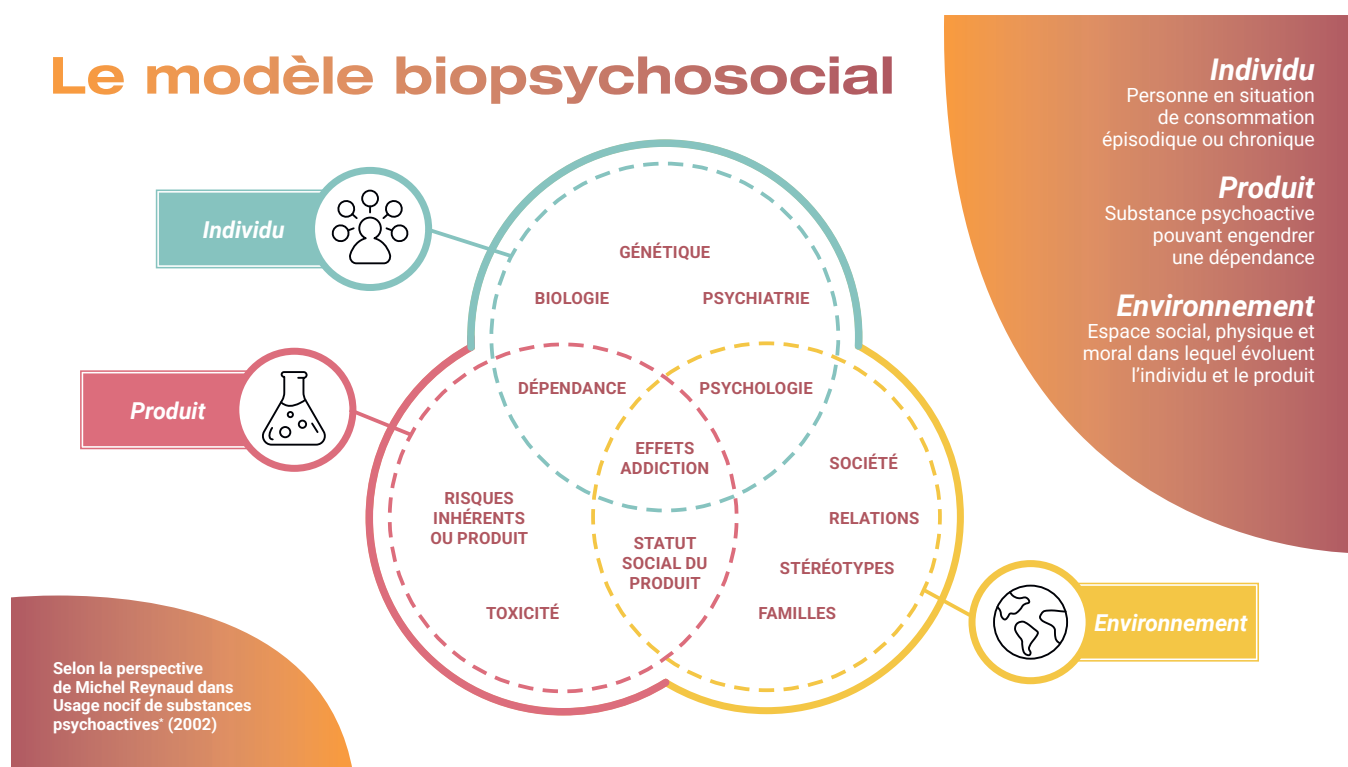 Le modèle biopsychosocial
Individu
Personne en situation
de consommation
épisodique ou chronique
Produit
Substance psychoactive
pouvant engendrer
une dépendance
Environnement
Espace social, physique et
moral dans lequel évoluent
l'individu et le produit
Individu
Produit
GÉNÉTIQUE
BIOLOGIE
PSYCHIATRIE
DÉPENDANCE
PSYCHOLOGIE
EFFETS
ADDICTION
SOCIÉTÉ
RISQUES
INHÉRENTS
OU PRODUIT
RELATIONS
STATUT
SOCIAL DU
PRODUIT
STÉRÉOTYPES
TOXICITÉ
FAMILLES
Environnement
Selon la perspective
de Michel Reynaud dans
Usage nocif de substances
psychoactives* (2002)